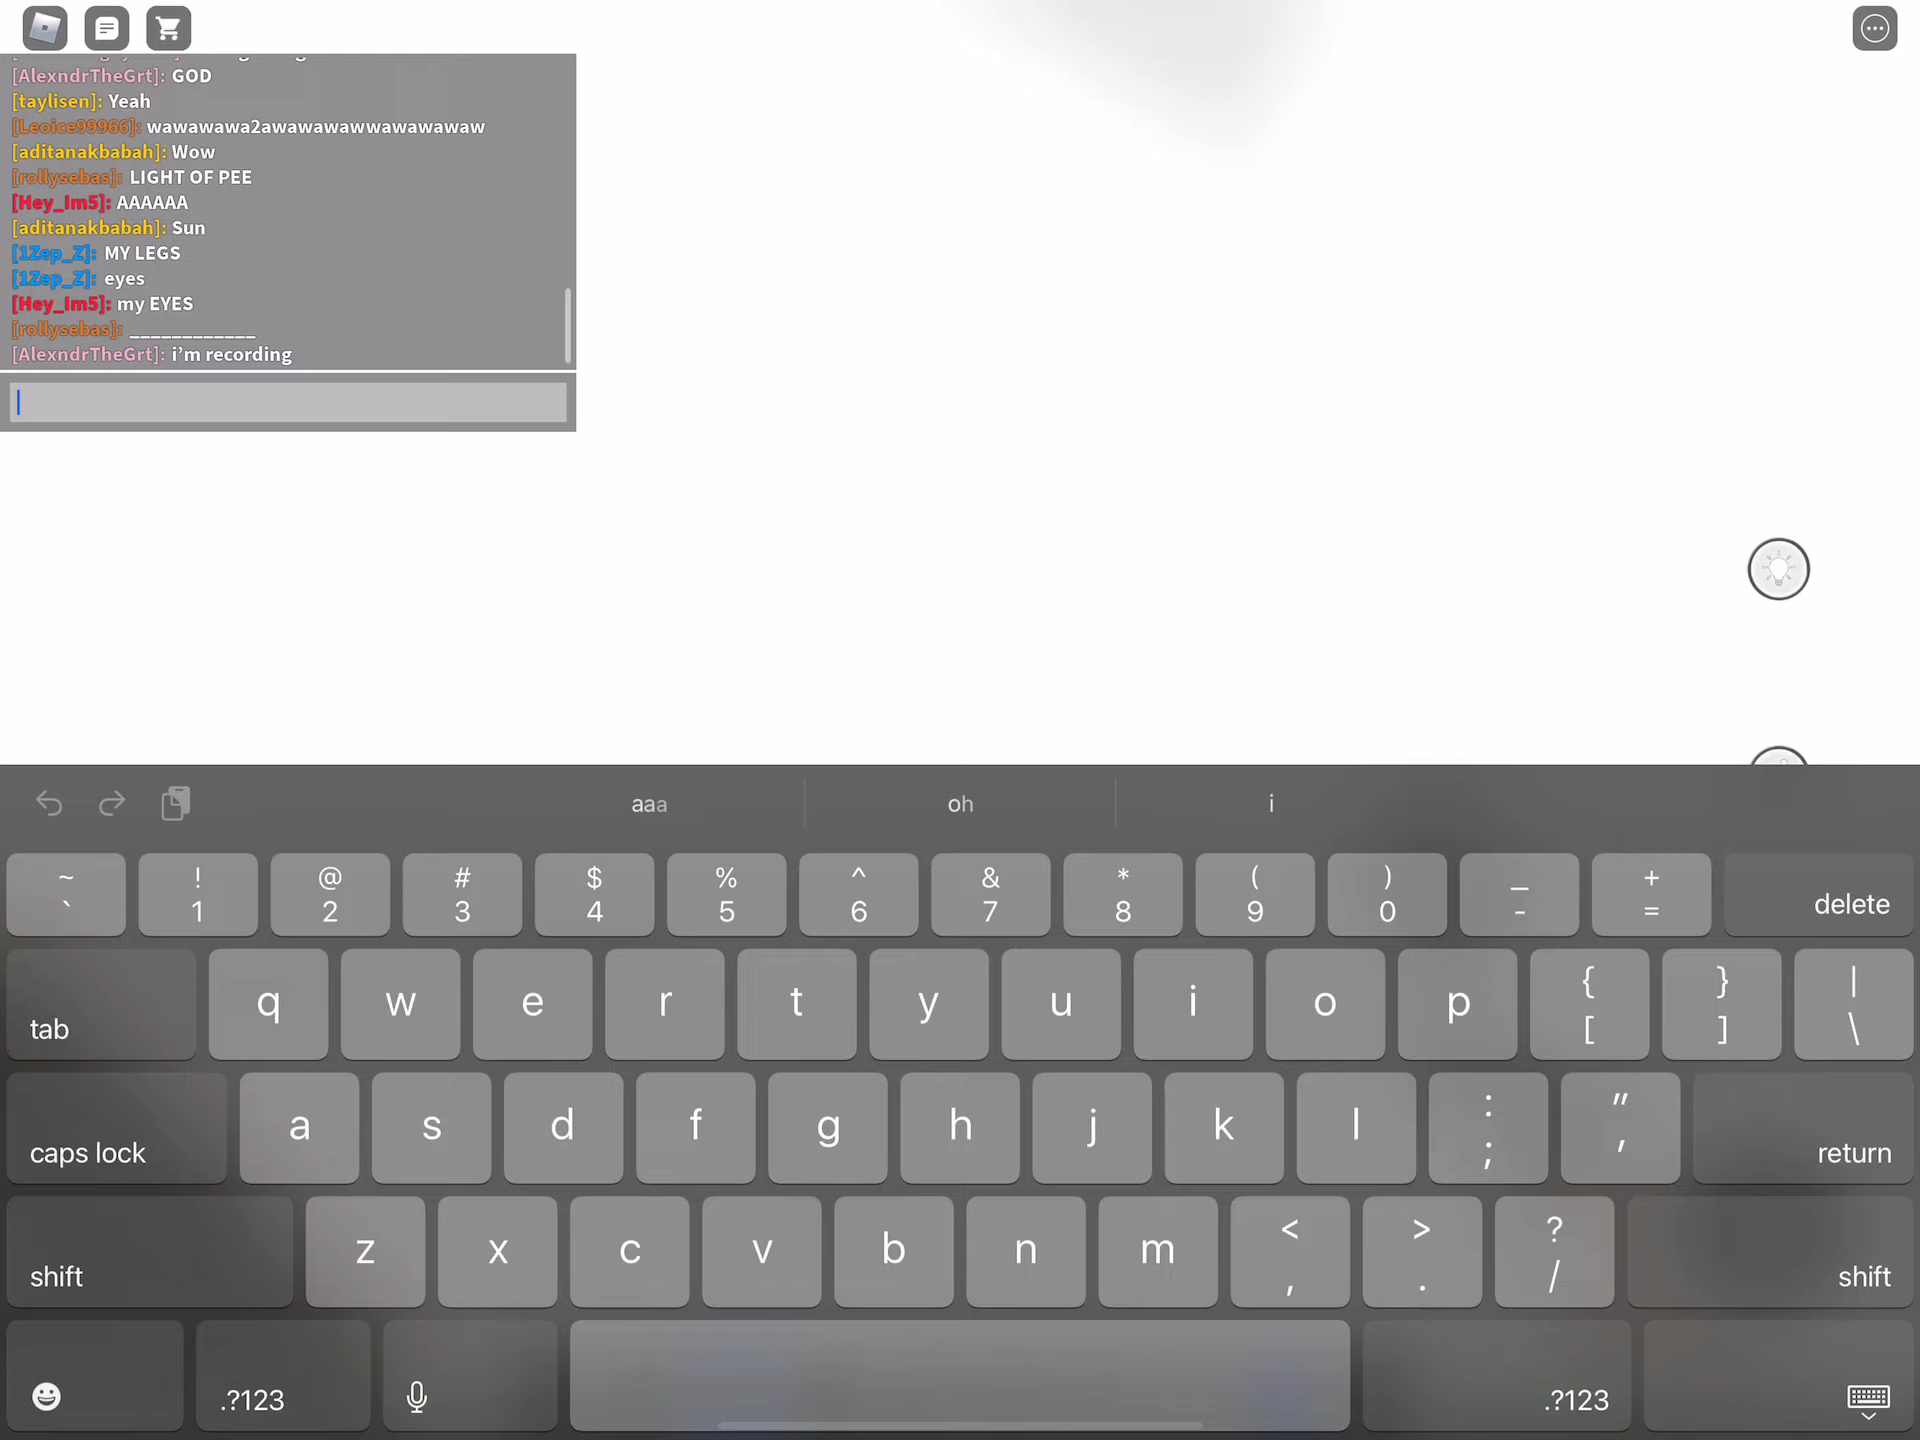 [AlexndrTheGrt]: GOD
[taylisen]: Yeah
[Leoice99966]: wawawawa2awawawawwawawawaw
[aditanakbabah]: Wow
[rollysebas]: LIGHT OF PEE
[Hey_Im5]: AAAAAA
[aditanakbabah]: Sun
[1Zep_Z]: MY LEGS
[1Zep_Z]: eyes
[Hey_Im5]: my EYES
[rollysebas]: ____________
[AlexndrTheGrt]: i’m recording
aaa oh i
~ ! @ # $ % ^ & * ( ) _ +
` 1 2 3 4 5 6 7 8 9 0 - = delete
tab q w e r t y u i o p { [ } ] | \
caps lock a s d f g h j k l : ; " ' return
shift z x c v b n m < , > . ? / shift
.?123 .?123